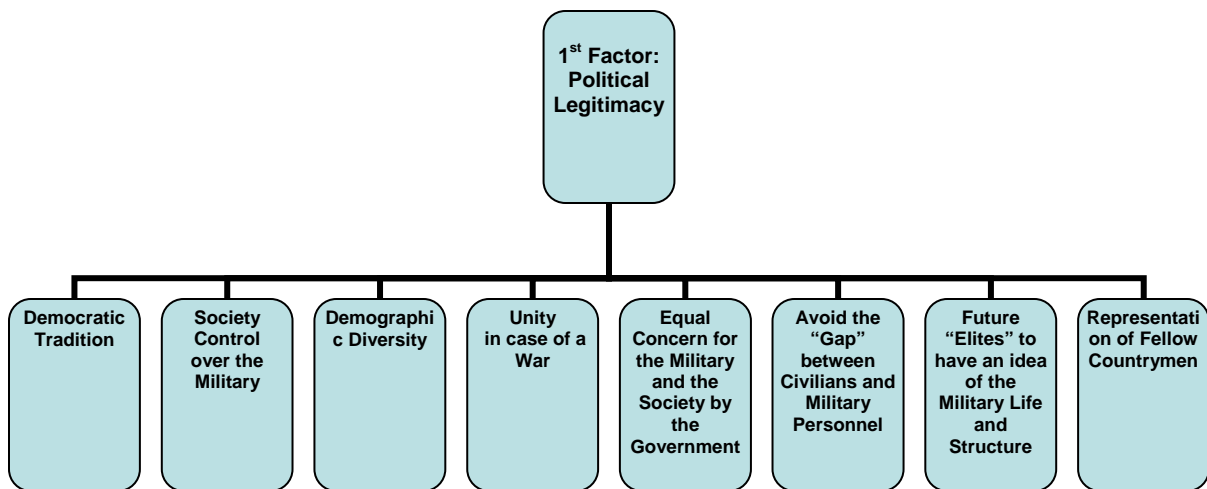 1st Factor:
Political
Legitimacy
Democratic
Tradition
Society
Control
over the
Military
Demographi
c Diversity
Unity
in case of a
War
Equal
Concern for
the Military
and the
Society by
the
Government
Avoid the
“Gap”
between
Civilians and
Military
Personnel
Future
“Elites” to
have an idea
of the
Military Life
and
Structure
Representati
on of Fellow
Countrymen